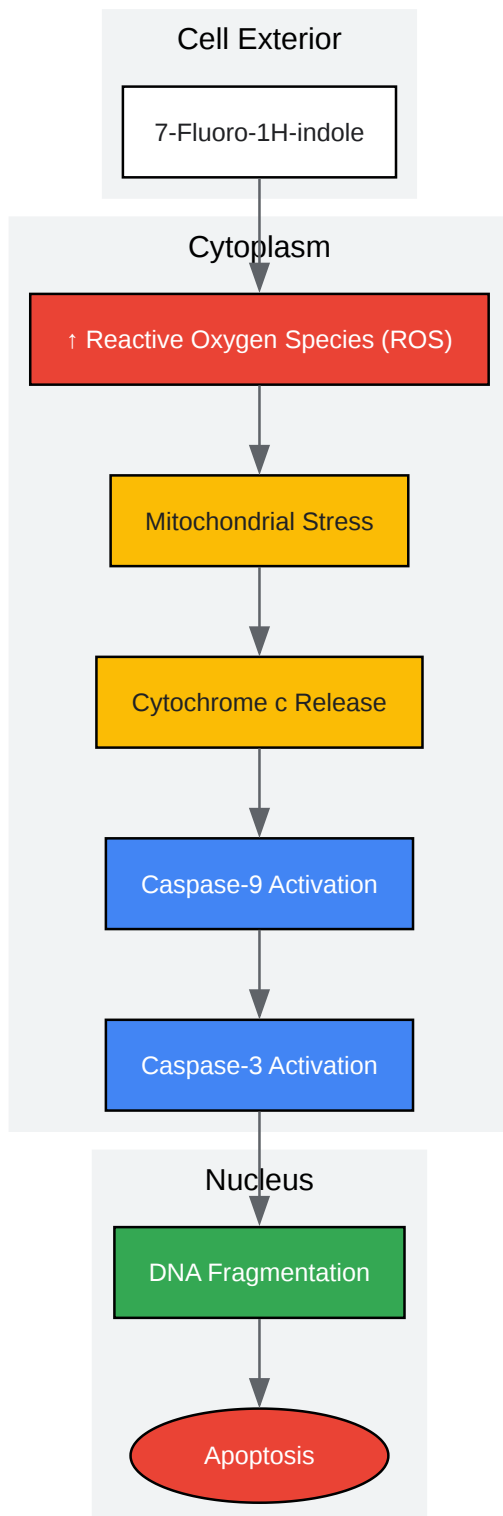 Cell Exterior
7-Fluoro-1H-indole
Cytoplasm
↑ Reactive Oxygen Species (ROS)
Mitochondrial Stress
Cytochrome c Release
Caspase-9 Activation
Caspase-3 Activation
Nucleus
DNA Fragmentation
Apoptosis